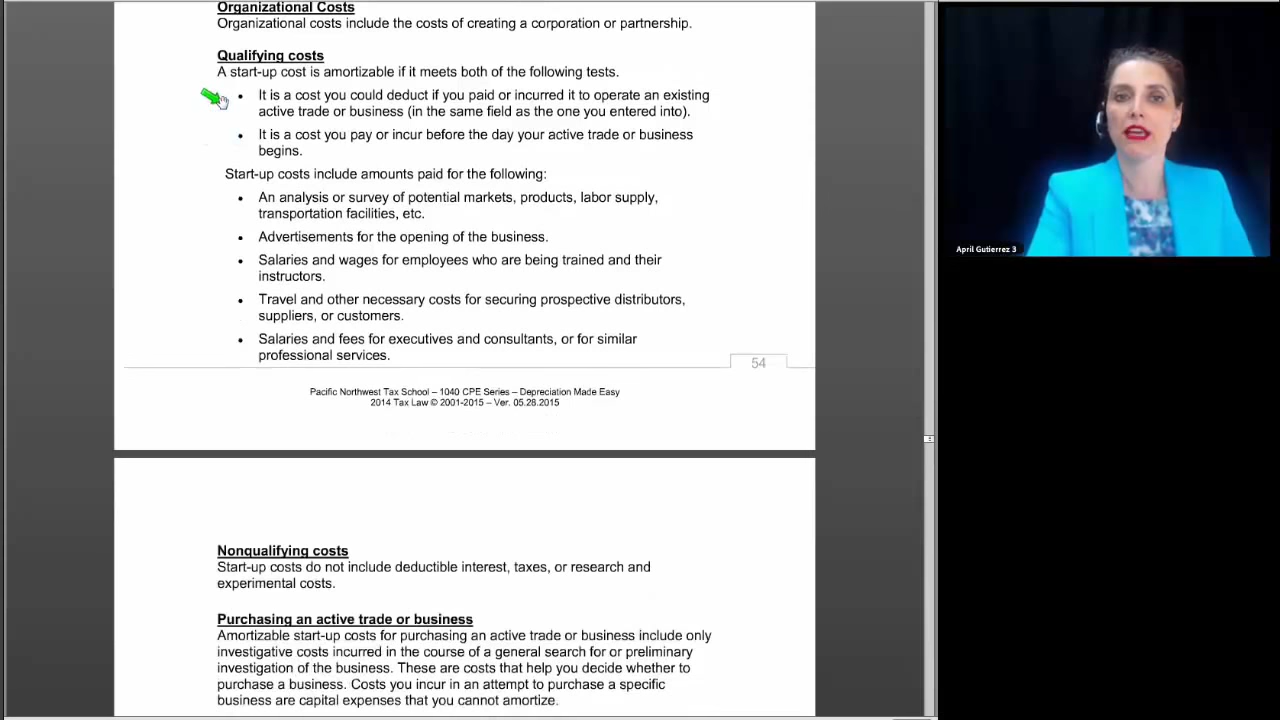 Organizational Costs
Organizational costs include the costs of creating a corporation or partnership.
Qualifying costs
A start-up cost is amortizable if it meets both of the following tests.
• It is a cost you could deduct if you paid or incurred it to operate an existing
active trade or business (in the same field as the one you entered into).
• It is a cost you pay or incur before the day your active trade or business
begins.
Start-up costs include amounts paid for the following:
• An analysis or survey of potential markets, products, labor supply,
transportation facilities, etc.
• Advertisements for the opening of the business.
• Salaries and wages for employees who are being trained and their
instructors.
• Travel and other necessary costs for securing prospective distributors,
suppliers, or customers.
• Salaries and fees for executives and consultants, or for similar
professional services.
54
Pacific Northwest Tax School – 1040 CPE Series – Depreciation Made Easy
2014 Tax Law © 2001-2015 – Ver. 05.28.2015
Nonqualifying costs
Start-up costs do not include deductible interest, taxes, or research and
experimental costs.
Purchasing an active trade or business
Amortizable start-up costs for purchasing an active trade or business include only
investigative costs incurred in the course of a general search for or preliminary
investigation of the business. These are costs that help you decide whether to
purchase a business. Costs you incur in an attempt to purchase a specific
business are capital expenses that you cannot amortize.
April Gutierrez 3